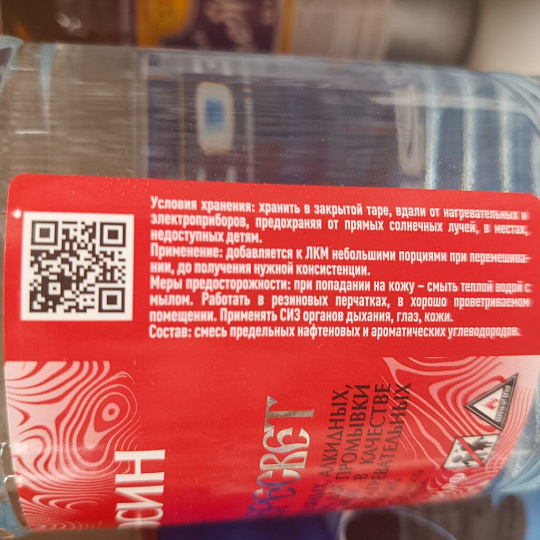 Условия хранения: хранить в закрытой таре, вдали от нагревательных и
электроприборов, предохраняя от прямых солнечных лучей, в местах,
недоступных детям.
Применение: добавляется к ЛКМ небольшими порциями при перемешива-
нии, до получения нужной консистенции.
Меры предосторожности: при попадании на кожу – смыть теплой водой с
мылом. Работать в резиновых перчатках, в хорошо проветриваемом
помещении. Применять СИЗ органов дыхания, глаз, кожи.
Состав: смесь предельных нафтеновых и ароматических углеводородов.
АЛКИДНЫХ,
ПРОМЫВКИ
В КАЧЕСТВЕ